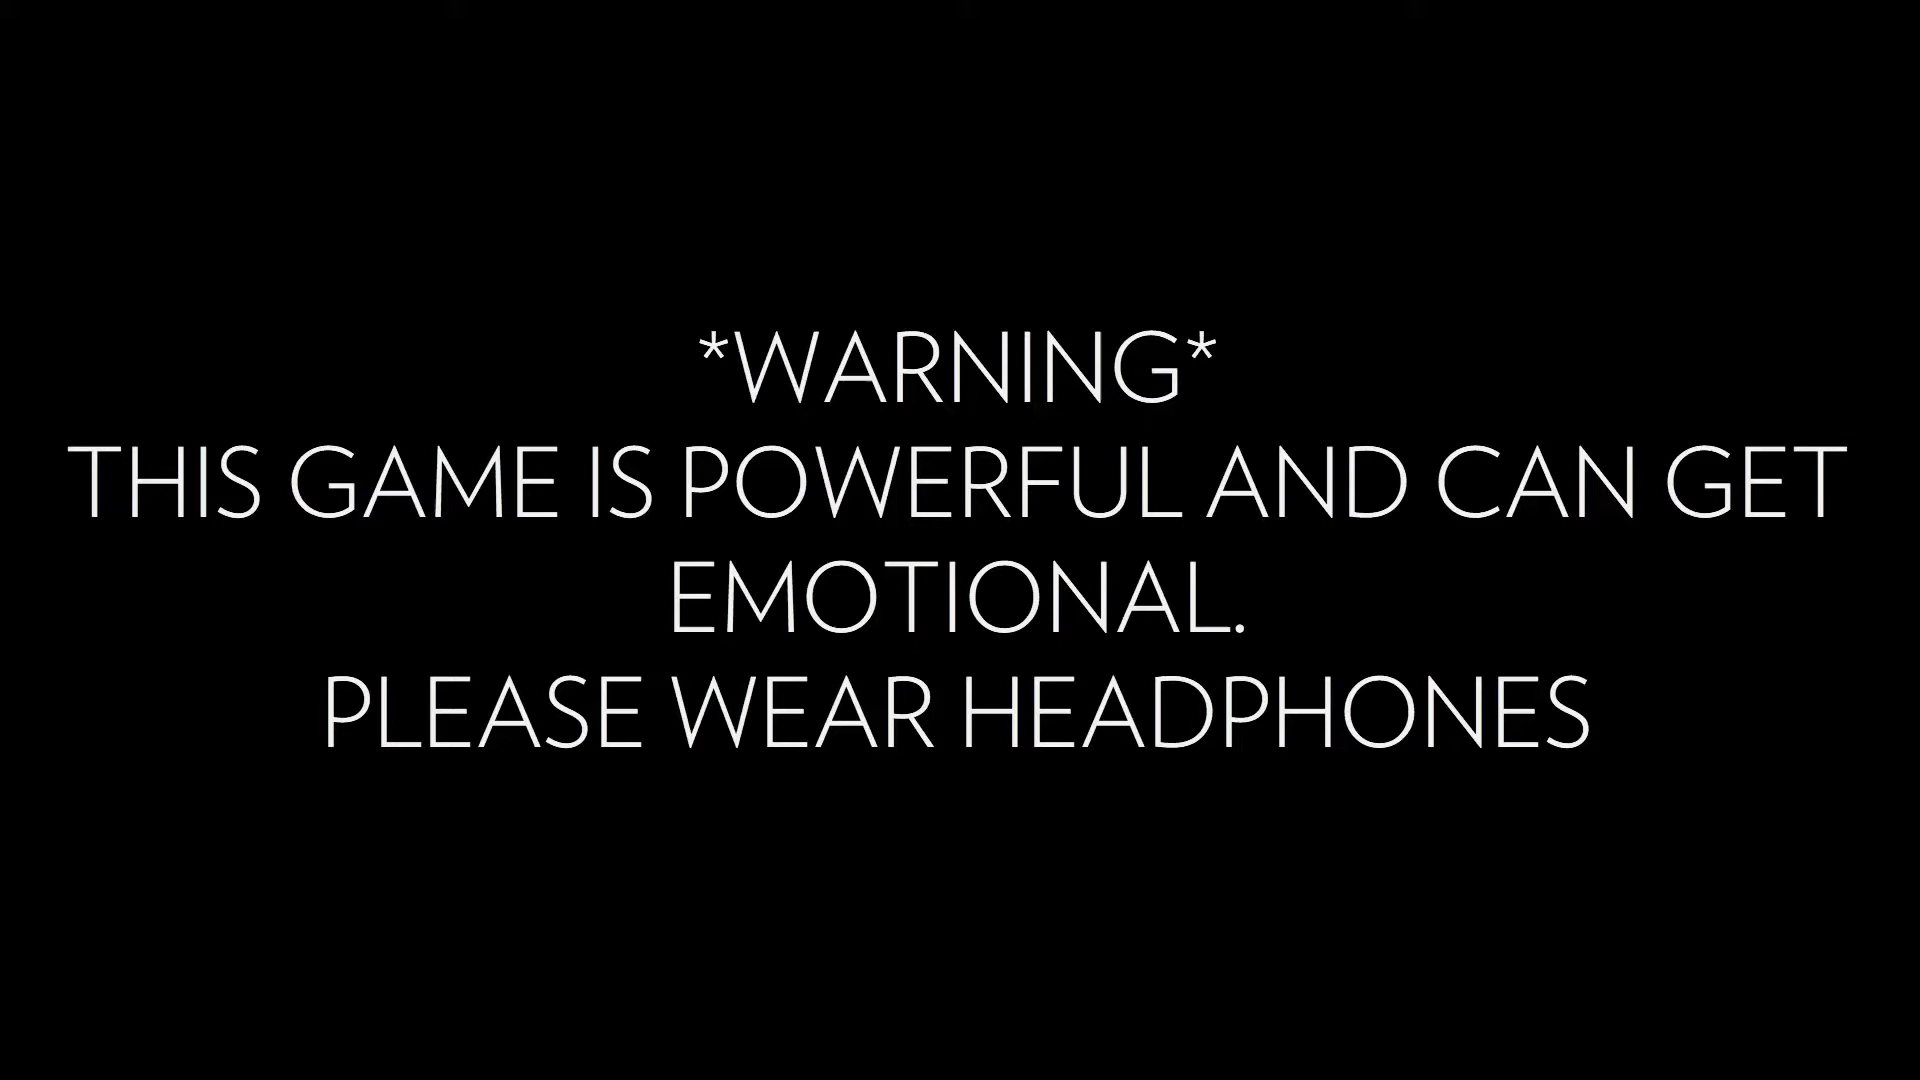 *WARNING*
THIS GAME IS POWERFUL AND CAN GET
EMOTIONAL.
PLEASE WEAR HEADPHONES